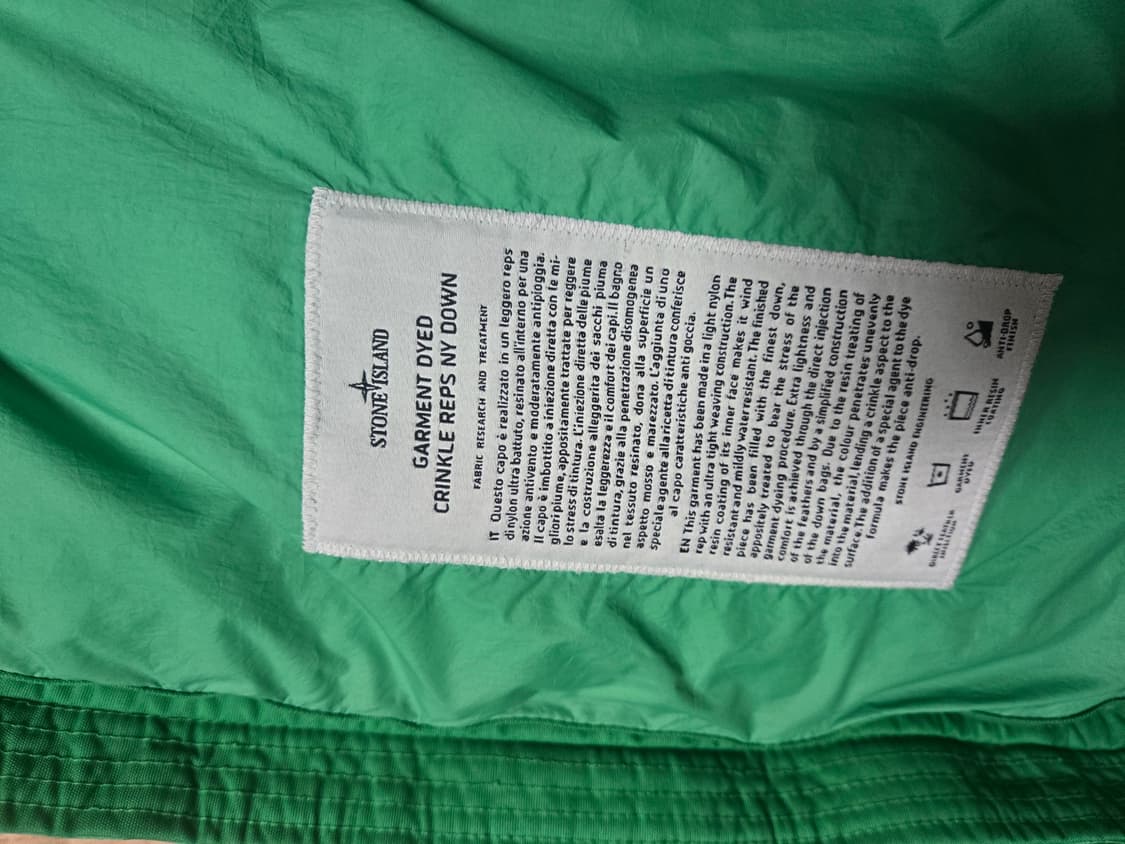 STONE ISLAND
GARMENT DYED
CRINKLE REPS NY DOWN
FABRIC RESEARCH AND TREATMENT
IT Questo capo è realizzato in un leggero reps
di nylon ultra battuto, resinato all'interno per una
azione antivento e moderatamente antipioggia.
Il capo è imbottito a iniezione diretta con le mi-
gliori piume, appositamente trattate per reggere
lo stress di tintura. L'iniezione diretta delle piume
e la costruzione alleggerita dei sacchi piuma
esalta la leggerezza e il comfort dei capi. Il bagno
di tintura, grazie alla penetrazione disomogenea
nel tessuto resinato, dona alla superficie un
aspetto mosso e marezzato. L'aggiunta di uno
speciale agente alla ricetta di tintura conferisce
al capo caratteristiche anti goccia.
EN This garment has been made in a light nylon
rep with an ultra tight weaving construction. The
resin coating of its inner face makes it wind
resistant and mildly water resistant. The finished
piece has been filled with the finest down,
appositely treated to bear the stress of the
garment dyeing procedure. Extra lightness and
comfort is achieved through the direct injection
of the feathers and by a simplified construction
of the down bags. Due to the resin treating of
the material, the colour penetrates unevenly
into the material, lending a crinkle aspect to the
surface. The addition of a special agent to the dye
formula makes the piece anti-drop.
STONE ISLAND ENGINEERING
GARMENT
DYED
INNER RESIN
COATING
ANTI-DROP
FINISH